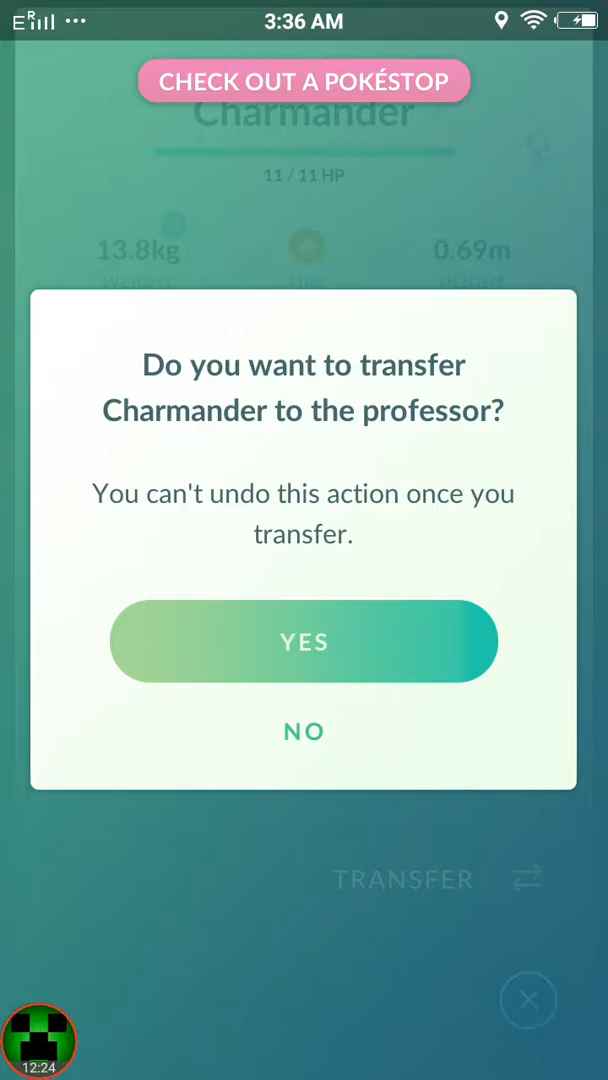 3:36 AM
CHECK OUT A POKÉSTOP
Charmander
11 / 11 HP
13.8kg
0.69m
WEIGHT
FIRE
HEIGHT
Do you want to transfer
Charmander to the professor?
You can't undo this action once you
transfer.
YES
NO
TRANSFER
12:24